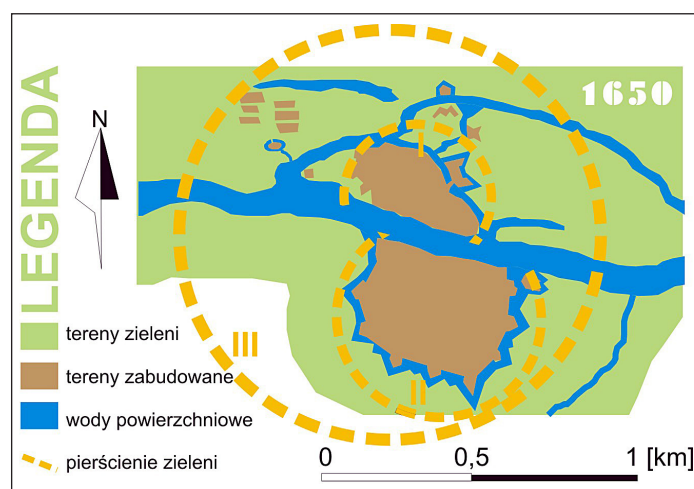 1650
N
LEGENDA
I
II
III
tereny zieleni
tereny zabudowane
wody powierzchniowe
pierścienie zieleni
0 0,5 1 [km]